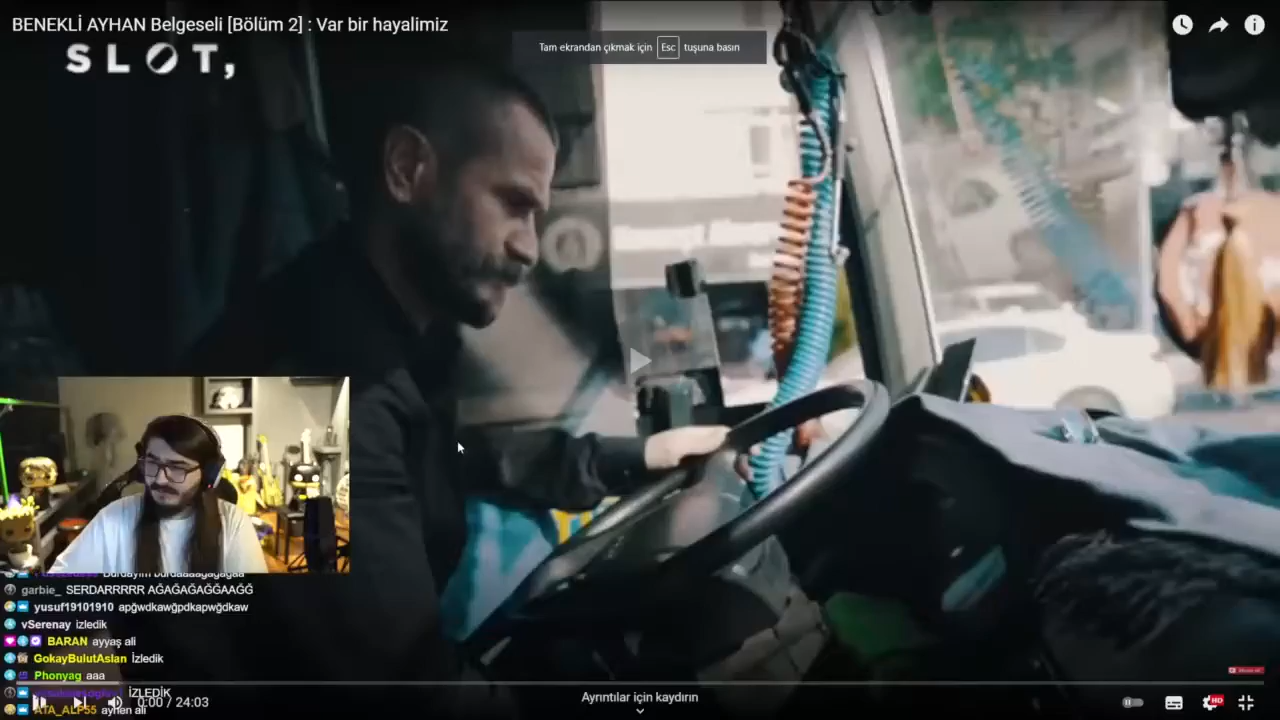 BENEKLİ AYHAN Belgeseli [Bölüm 2] : Var bir hayalimiz
SLOT,
Tam ekrandan çıkmak için Esc tuşuna basın
garbie_ SERDARRRRR AĞAGAĞAĞGAAĞĞ
yusuf19101910 apğwdkawğpdkapwğdkaw
vSerenay izledik
BARAN ayyaş ali
GokayBulutAslan İzledik
Phonyag aaa
İZLEDİK
0:00 / 24:03
ATA_ALP55 ayhen ali
Ayrıntılar için kaydırın
HD